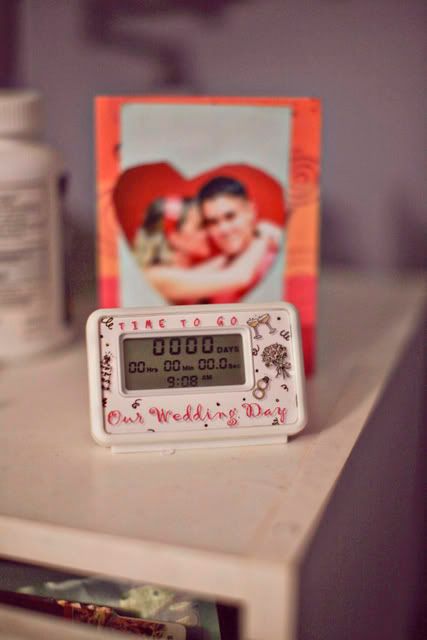 TIME TO GO
0000 DAYS
00 HRS 00 MIN 00.0 SEC
9:08 AM
Our Wedding Day